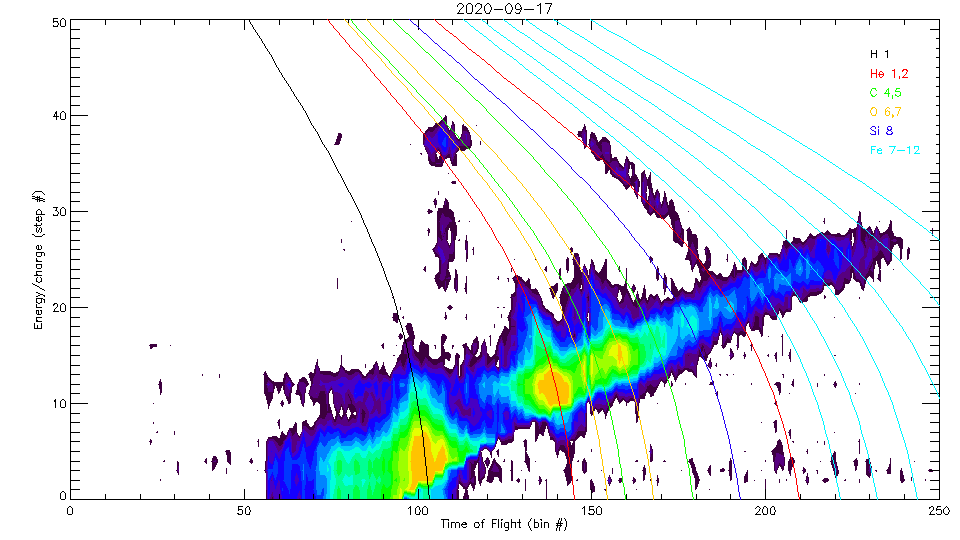 2020-09-17
50
40
30
20
10
0
Energy/charge (step #)
H 1
He 1,2
C 4,5
O 6,7
Si 8
Fe 7-12
0 50 100 150 200 250
Time of Flight (bin #)